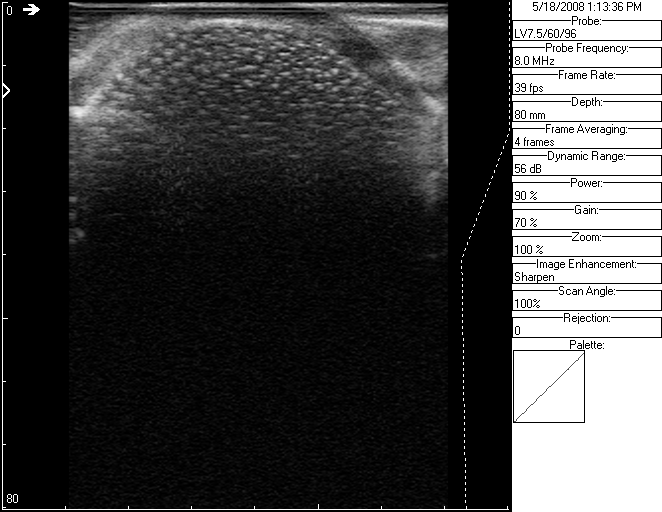 0
80
5/18/2008 1:13:36 PM
Probe:
LV7.5/60/96
Probe Frequency:
8.0 MHz
Frame Rate:
39 fps
Depth:
80 mm
Frame Averaging:
4 frames
Dynamic Range:
56 dB
Power:
90 %
Gain:
70 %
Zoom:
100 %
Image Enhancement:
Sharpen
Scan Angle:
100%
Rejection:
0
Palette: